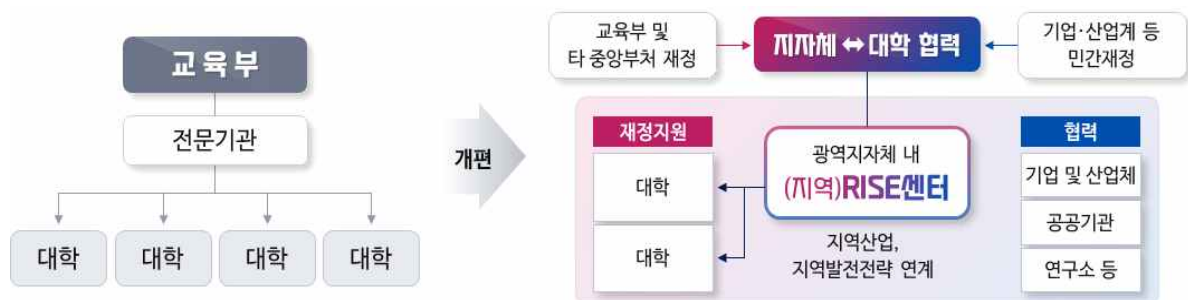 교육부
전문기관
대학 대학 대학 대학
개편
교육부 및
타 중앙부처 재정
지자체 ⇔ 대학 협력
기업·산업계 등
민간재정
재정지원
대학
대학
광역지자체 내
(지역)RISE센터
지역산업,
지역발전전략 연계
협력
기업 및 산업체
공공기관
연구소 등